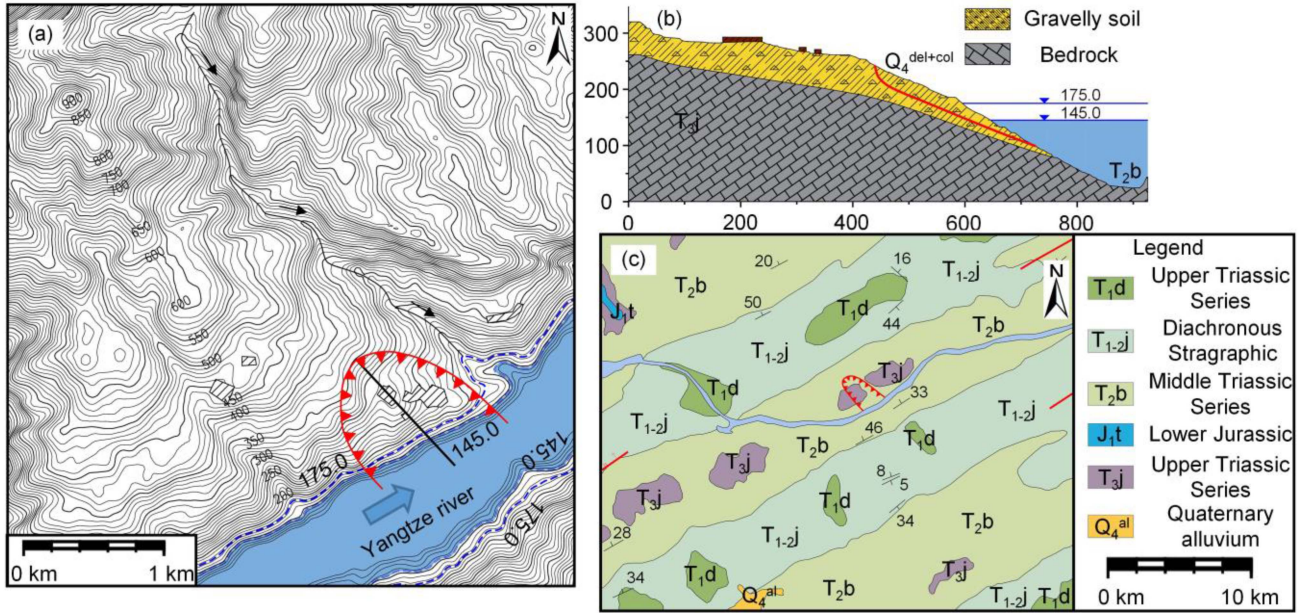 (a)
N
900
850
800
750
700
650
600
600
550
500
450
400
350
300
250
200
175.0
145.0
145.0
175.0
Yangtze river
0 km 1 km
(b)
Gravelly soil
Bedrock
Q₄ᵈᵉˡ⁺ᶜᵒˡ
300
200
100
0
175.0
145.0
T₃j
T₂b
0 200 400 600 800
(c)
N
20
16
T₁₋₂j
T₂b
50
J₁t
T₁d
44
T₂b
T₁₋₂j
T₃j
T₁d
33
T₁₋₂j
T₁₋₂j
46
T₂b
T₁d
T₃j
8
5
T₃j
T₁d
34
T₁₋₂j
T₂b
28
T₃j
34
T₁d
Q₄ᵃˡ
T₂b
T₁₋₂j
T₁d
Legend
T₁d Upper Triassic
Series
T₁₋₂j Diachronous
Stragraphic
T₂b Middle Triassic
Series
J₁t Lower Jurassic
T₃j Upper Triassic
Series
Q₄ᵃˡ Quaternary
alluvium
0 km 10 km